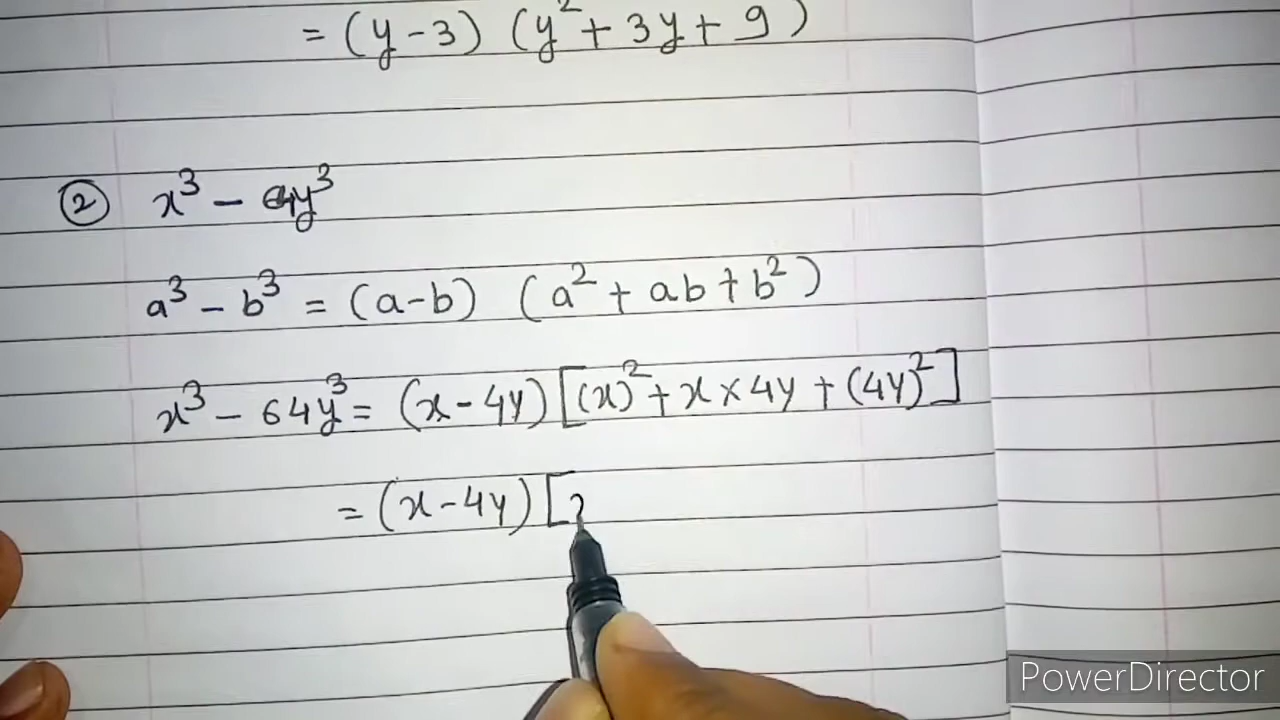 = (y-3) (y² + 3y + 9)
② x³ - 64y³
a³ - b³ = (a-b) (a² + ab + b²)
x³ - 64y³ = (x - 4y) [(x)² + x × 4y + (4y)²]
= (x - 4y) [
PowerDirector